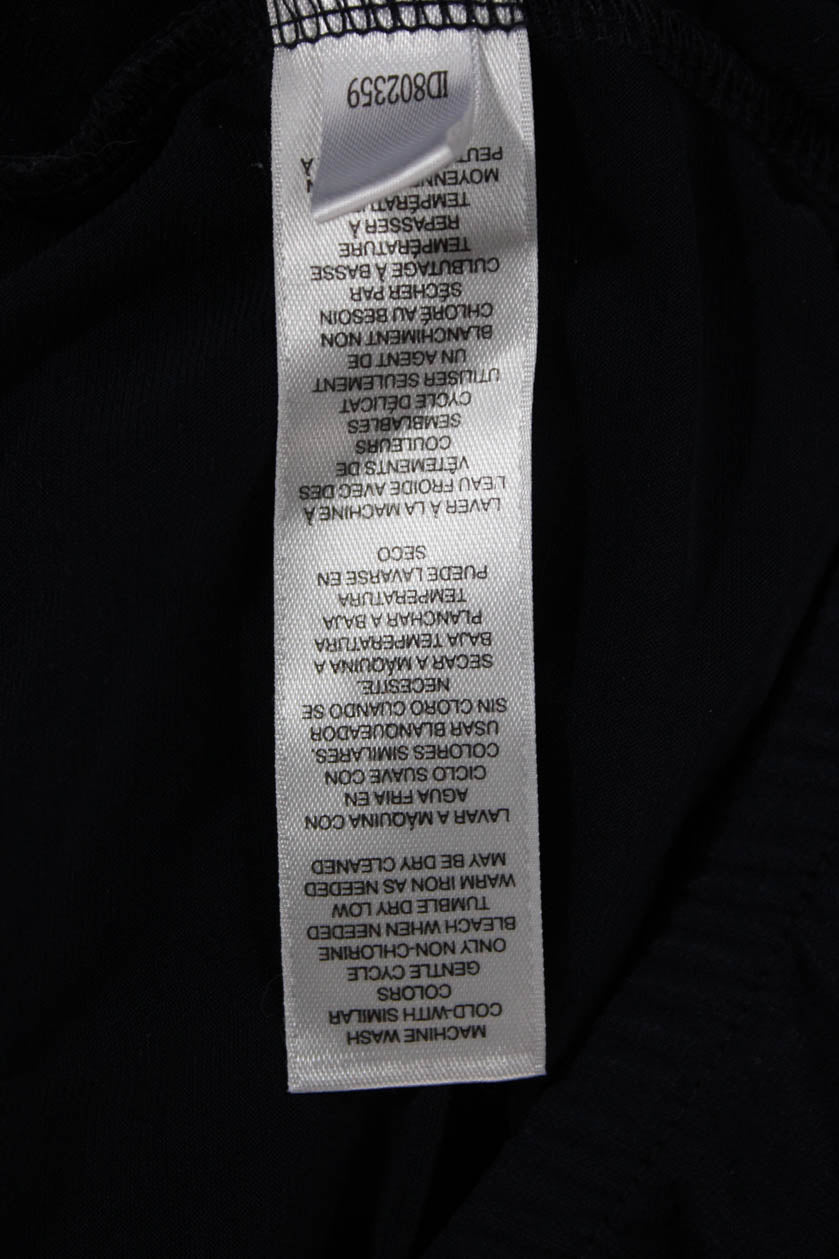 MACHINE WASH
COLD-WITH SIMILAR
COLORS
GENTLE CYCLE
ONLY NON-CHLORINE
BLEACH WHEN NEEDED
TUMBLE DRY LOW
WARM IRON AS NEEDED
MAY BE DRY CLEANED
LAVAR A MÁQUINA CON
AGUA FRIA EN
CICLO SUAVE CON
COLORES SIMILARES.
USAR BLANQUEADOR
SIN CLORO CUANDO SE
NECESITE.
SECAR A MÁQUINA A
BAJA TEMPERATURA
PLANCHAR A BAJA
TEMPERATURA
PUEDE LAVARSE EN
SECO
LAVER À LA MACHINE À
L'EAU FROIDE AVEC DES
VÊTEMENTS DE
COULEURS
SEMBLABLES
CYCLE DÉLICAT
UTILISER SEULEMENT
UN AGENT DE
BLANCHIMENT NON
CHLORÉ AU BESOIN
SÉCHER PAR
CULBUTAGE À BASSE
TEMPÉRATURE
REPASSER À
TEMPÉRATURE
MOYENNE
PEUT
À
ID802359